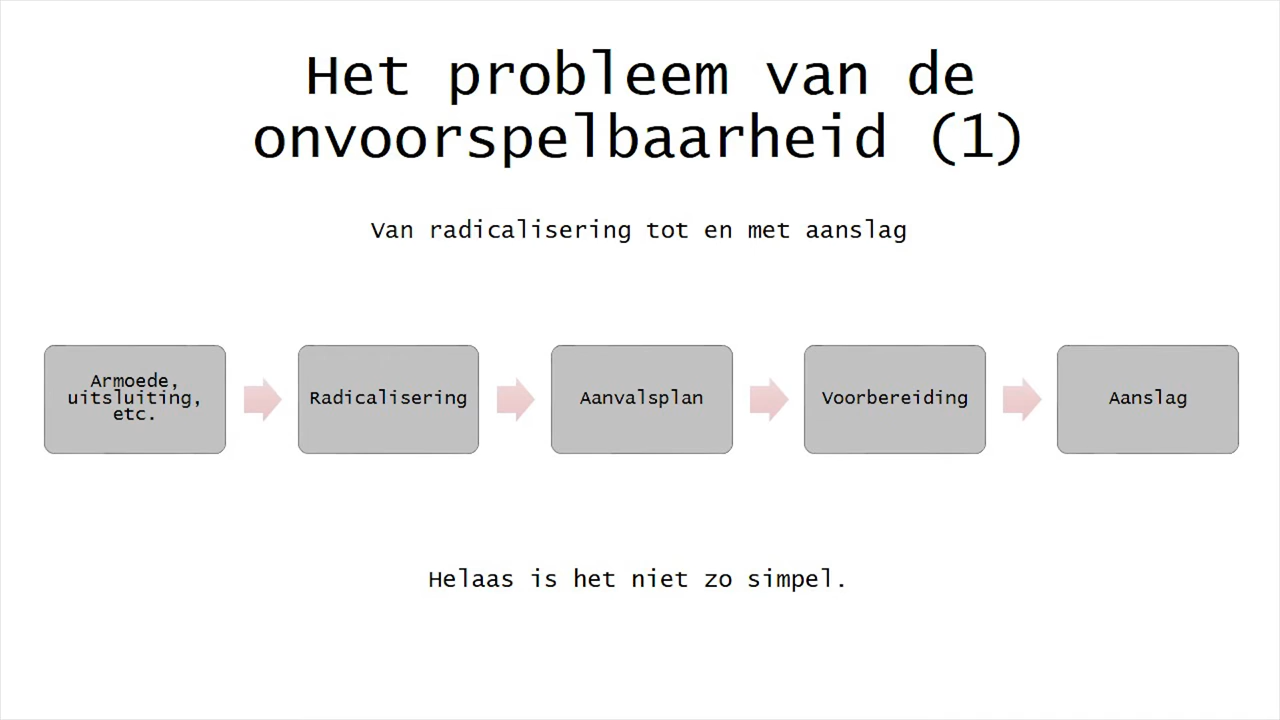 Het probleem van de
onvoorspelbaarheid (1)
Van radicalisering tot en met aanslag
Armoede,
uitsluiting,
etc.
Radicalisering
Aanvalsplan
Voorbereiding
Aanslag
Helaas is het niet zo simpel.